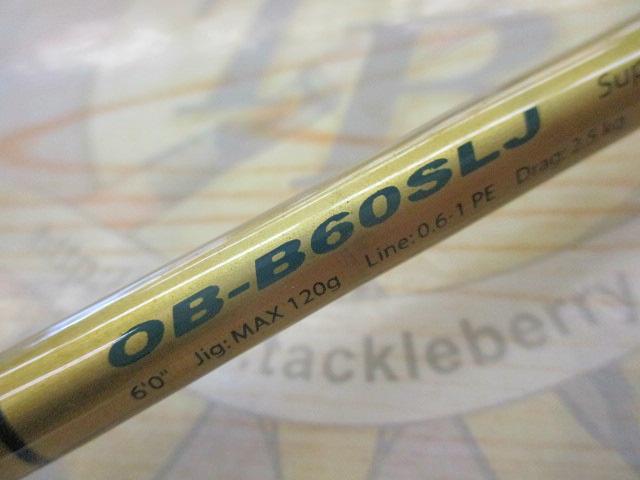 OB-B60SLJ
6'0" Jig: MAX 120g Line: 0.6-1 PE Drag: 2.5 kg
tackleberry